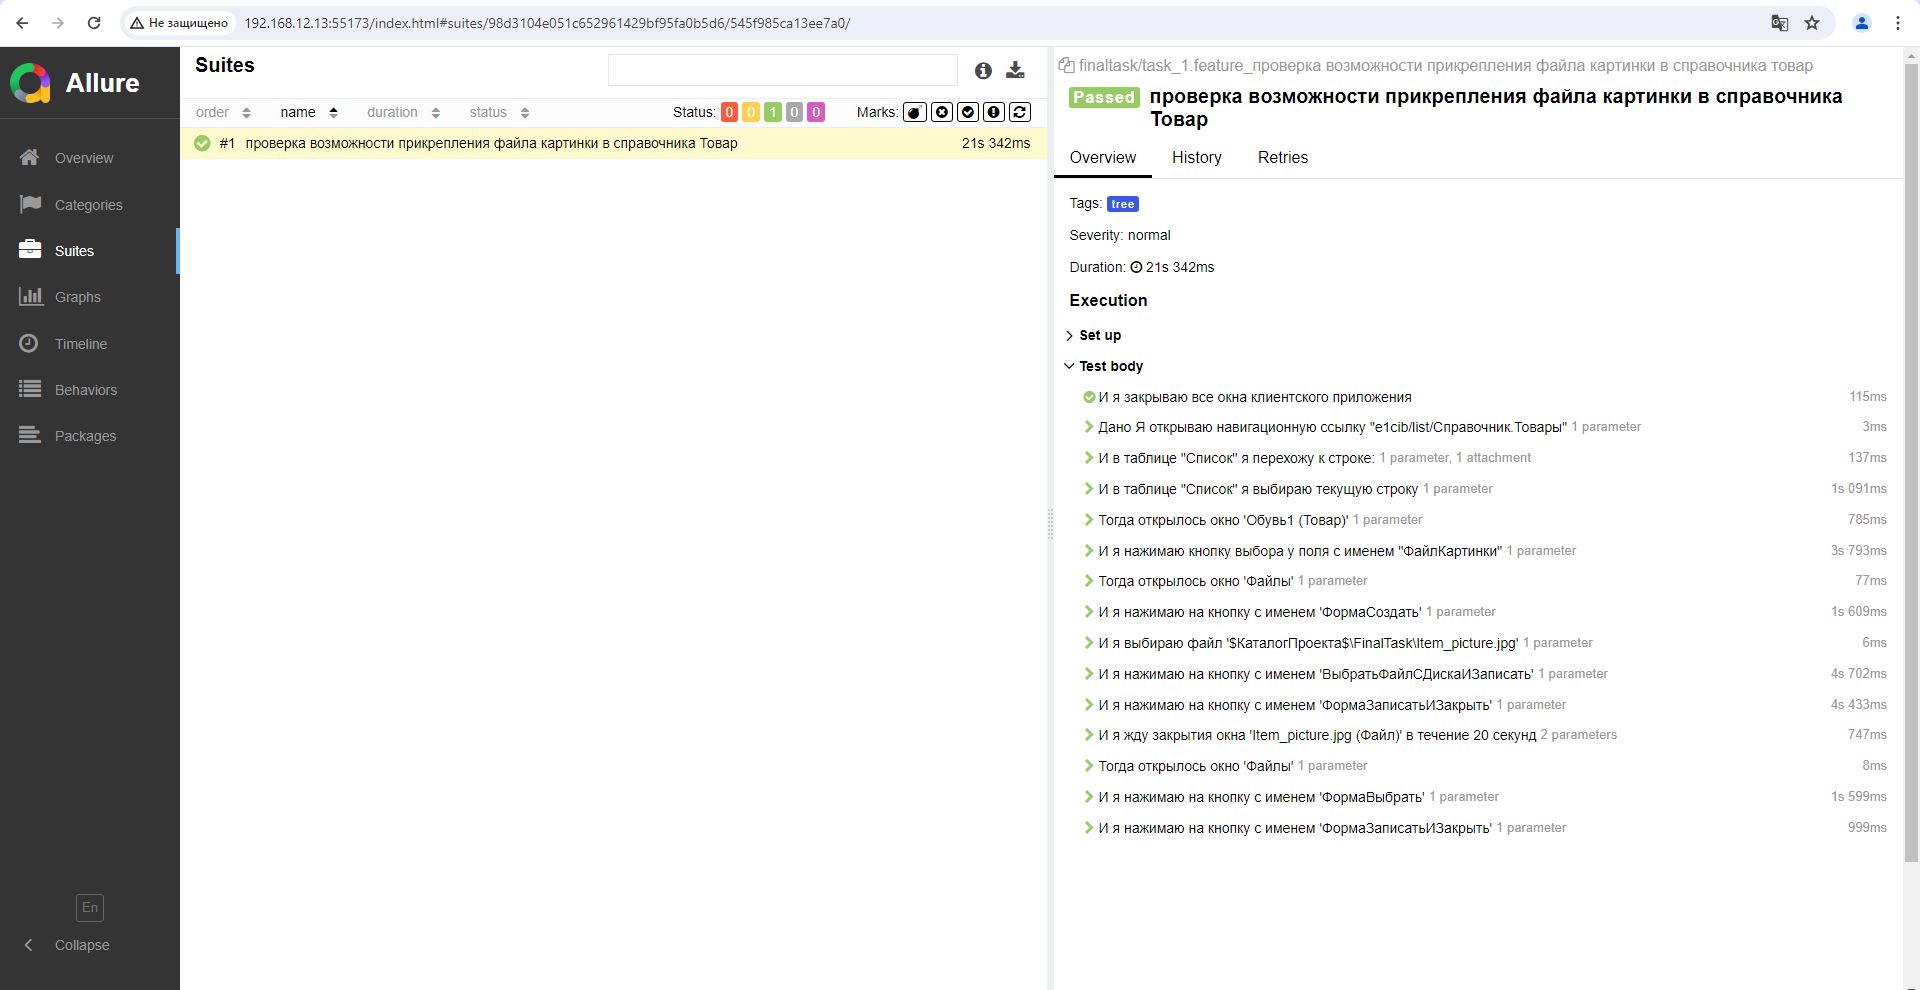 Не защищено 192.168.12.13:55173/index.html#suites/98d3104e051c652961429bf95fa0b5d6/545f985ca13ee7a0/
Allure
Overview
Categories
Suites
Graphs
Timeline
Behaviors
Packages
En
Collapse
Suites
order name duration status Status: 0 0 1 0 0 Marks:
#1 проверка возможности прикрепления файла картинки в справочника Товар 21s 342ms
finaltask/task_1.feature_проверка возможности прикрепления файла картинки в справочника товар
Passed проверка возможности прикрепления файла картинки в справочника
Товар
Overview History Retries
Tags: tree
Severity: normal
Duration: 21s 342ms
Execution
Set up
Test body
И я закрываю все окна клиентского приложения 115ms
Дано Я открываю навигационную ссылку "e1cib/list/Справочник.Товары" 1 parameter 3ms
И в таблице "Список" я перехожу к строке: 1 parameter, 1 attachment 137ms
И в таблице "Список" я выбираю текущую строку 1 parameter 1s 091ms
Тогда открылось окно 'Обувь1 (Товар)' 1 parameter 785ms
И я нажимаю кнопку выбора у поля с именем "ФайлКартинки" 1 parameter 3s 793ms
Тогда открылось окно 'Файлы' 1 parameter 77ms
И я нажимаю на кнопку с именем 'ФормаСоздать' 1 parameter 1s 609ms
И я выбираю файл '$КаталогПроекта$\FinalTask\Item_picture.jpg' 1 parameter 6ms
И я нажимаю на кнопку с именем 'ВыбратьФайлСДискаИЗаписать' 1 parameter 4s 702ms
И я нажимаю на кнопку с именем 'ФормаЗаписатьИЗакрыть' 1 parameter 4s 433ms
И я жду закрытия окна 'Item_picture.jpg (Файл)' в течение 20 секунд 2 parameters 747ms
Тогда открылось окно 'Файлы' 1 parameter 8ms
И я нажимаю на кнопку с именем 'ФормаВыбрать' 1 parameter 1s 599ms
И я нажимаю на кнопку с именем 'ФормаЗаписатьИЗакрыть' 1 parameter 999ms